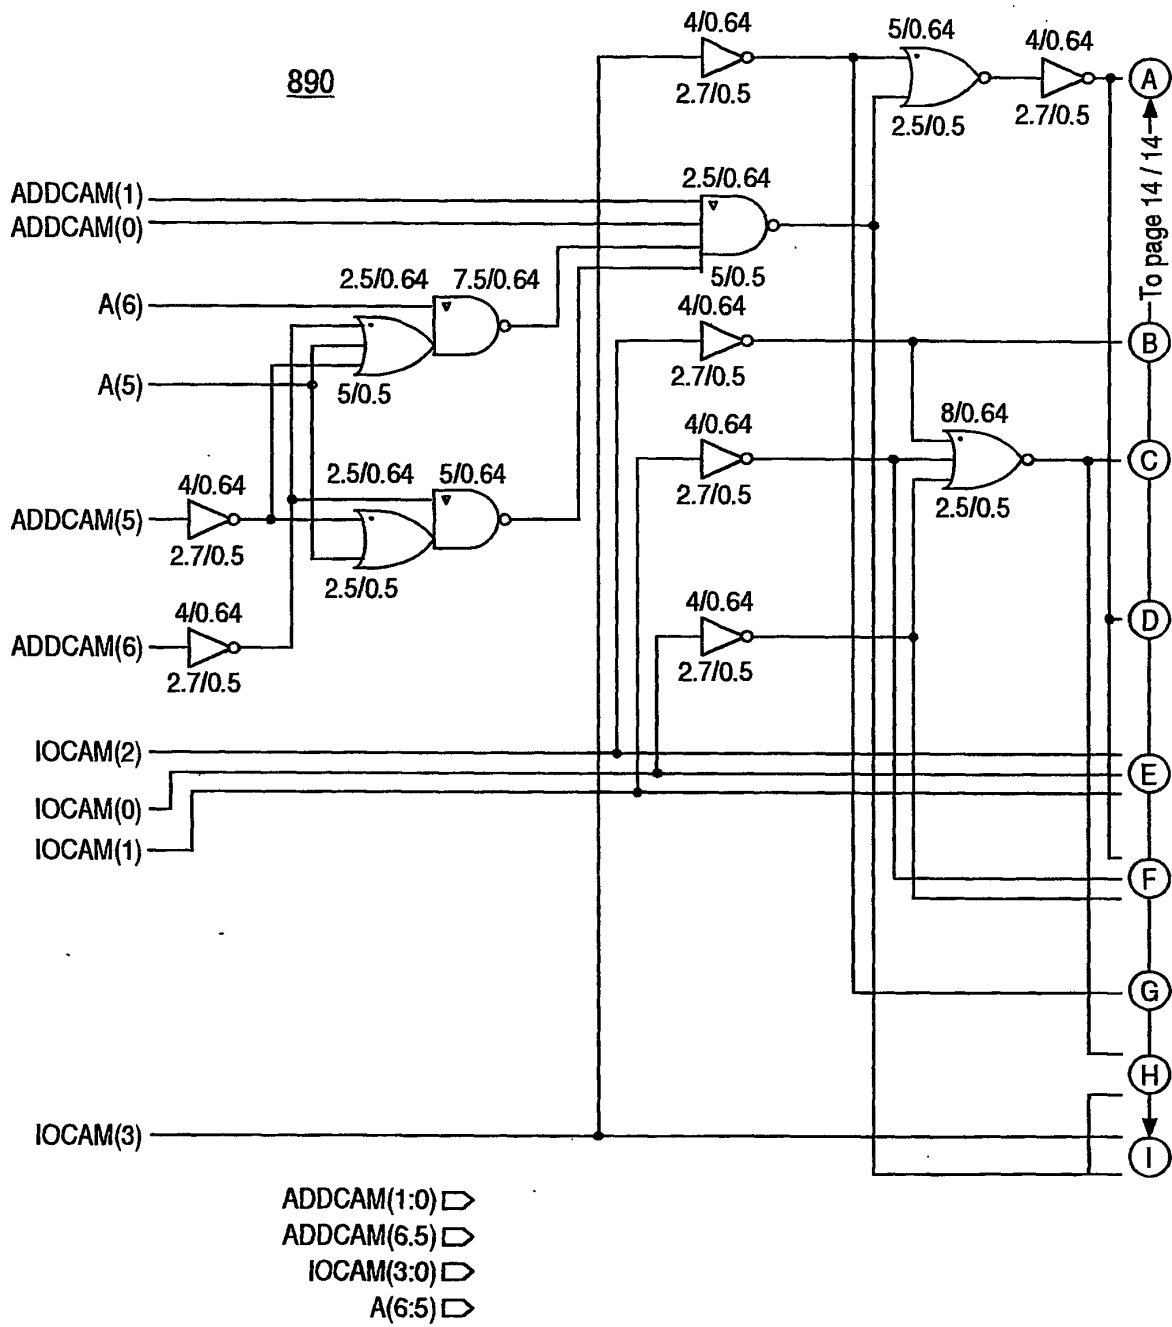 890
4/0.64
2.7/0.5
5/0.64
2.5/0.5
4/0.64
2.7/0.5
A
To page 14 / 14
ADDCAM(1)
ADDCAM(0)
2.5/0.64
5/0.5
A(6)
2.5/0.64 7.5/0.64
5/0.5
A(5)
4/0.64
2.7/0.5
B
4/0.64
2.7/0.5
8/0.64
2.5/0.5
C
ADDCAM(5)
4/0.64
2.7/0.5
2.5/0.64 5/0.64
2.5/0.5
ADDCAM(6)
4/0.64
2.7/0.5
4/0.64
2.7/0.5
D
IOCAM(2)
IOCAM(0)
IOCAM(1)
E
F
G
H
IOCAM(3)
I
ADDCAM(1:0)
ADDCAM(6.5)
IOCAM(3:0)
A(6:5)